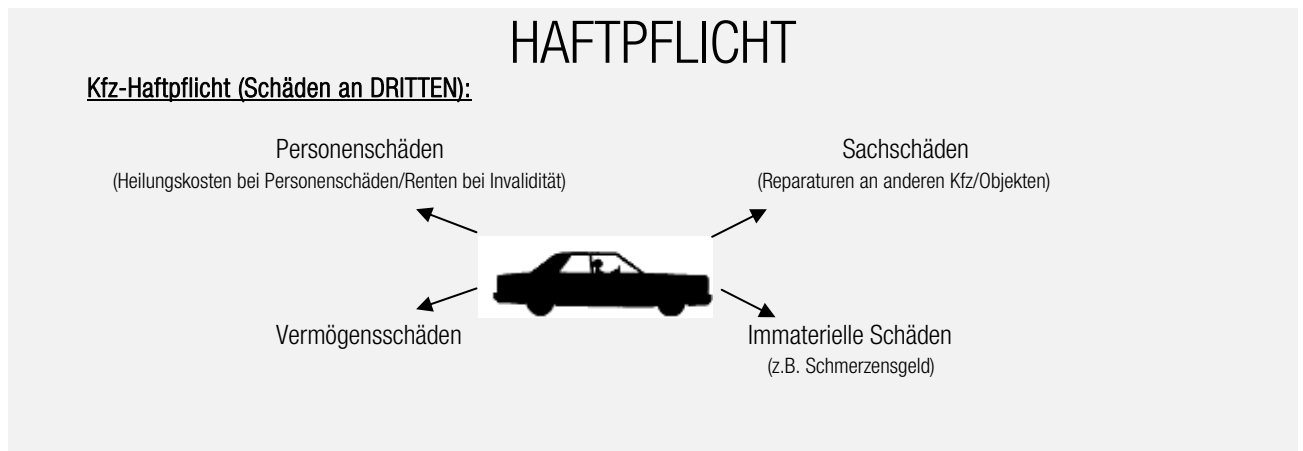 HAFTPFLICHT
Kfz-Haftpflicht (Schäden an DRITTEN):
Personenschäden
(Heilungskosten bei Personenschäden/Renten bei Invalidität)
Sachschäden
(Reparaturen an anderen Kfz/Objekten)
Vermögensschäden
Immaterielle Schäden
(z.B. Schmerzensgeld)